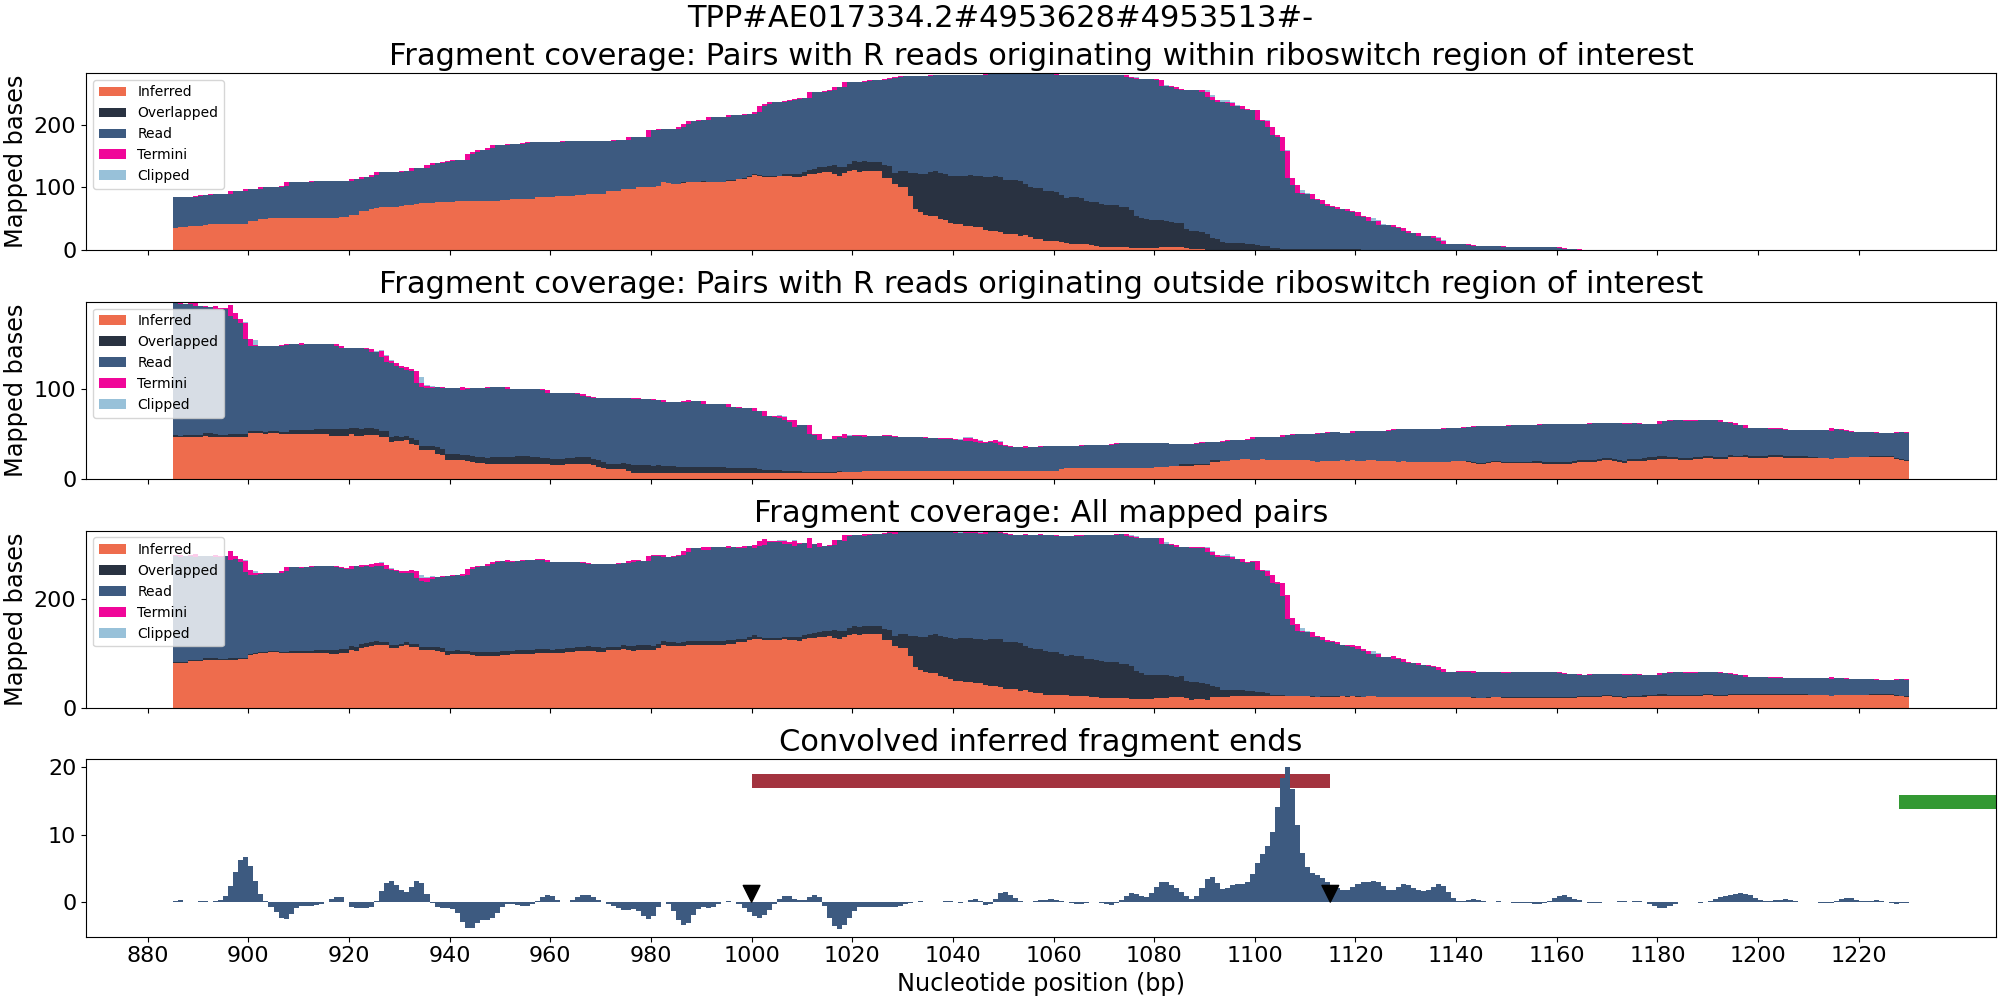 TPP#AE017334.2#4953628#4953513#-
Fragment coverage: Pairs with R reads originating within riboswitch region of interest
Mapped bases
200
100
0
Inferred
Overlapped
Read
Termini
Clipped
Fragment coverage: Pairs with R reads originating outside riboswitch region of interest
Mapped bases
100
0
Inferred
Overlapped
Read
Termini
Clipped
Fragment coverage: All mapped pairs
Mapped bases
200
0
Inferred
Overlapped
Read
Termini
Clipped
Convolved inferred fragment ends
20
10
0
880 900 920 940 960 980 1000 1020 1040 1060 1080 1100 1120 1140 1160 1180 1200 1220
Nucleotide position (bp)